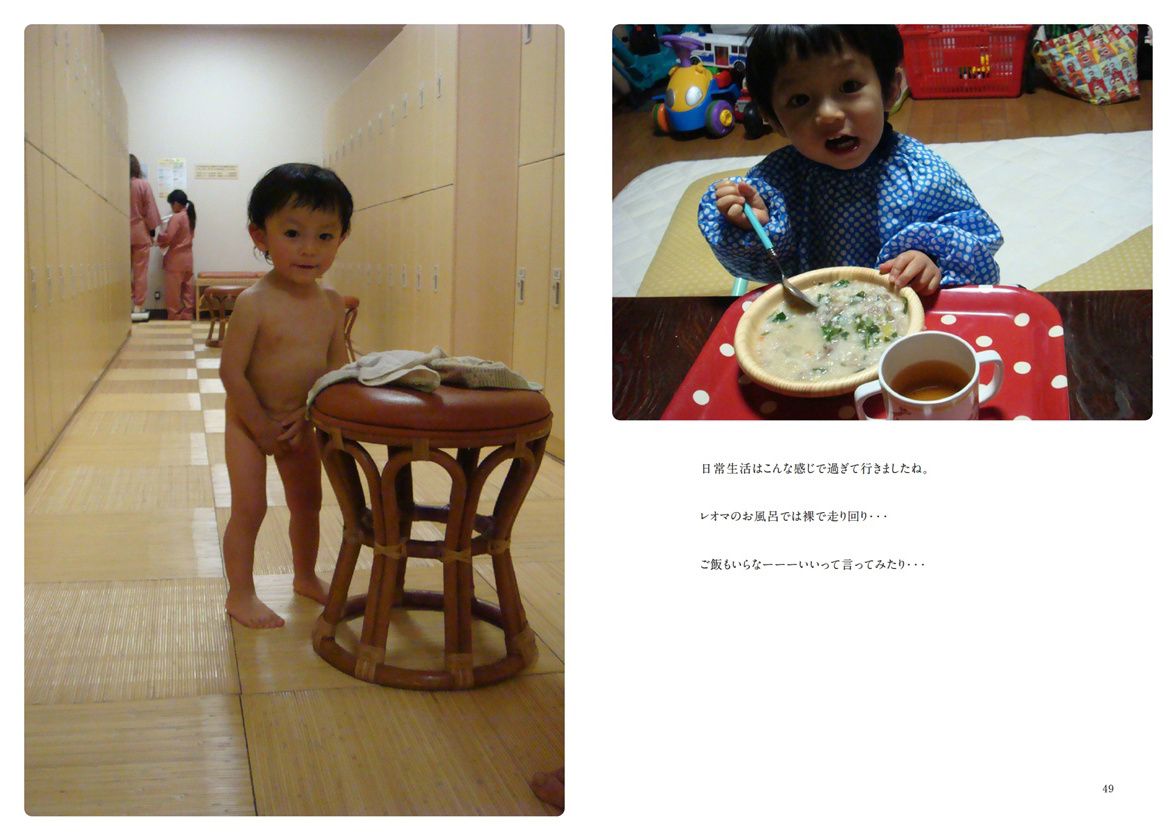 日常生活はこんな感じで過ぎて行きましたね。
レオマのお風呂では裸で走り回り・・・
ご飯もいらなーーーいいって言ってみたり・・・
49